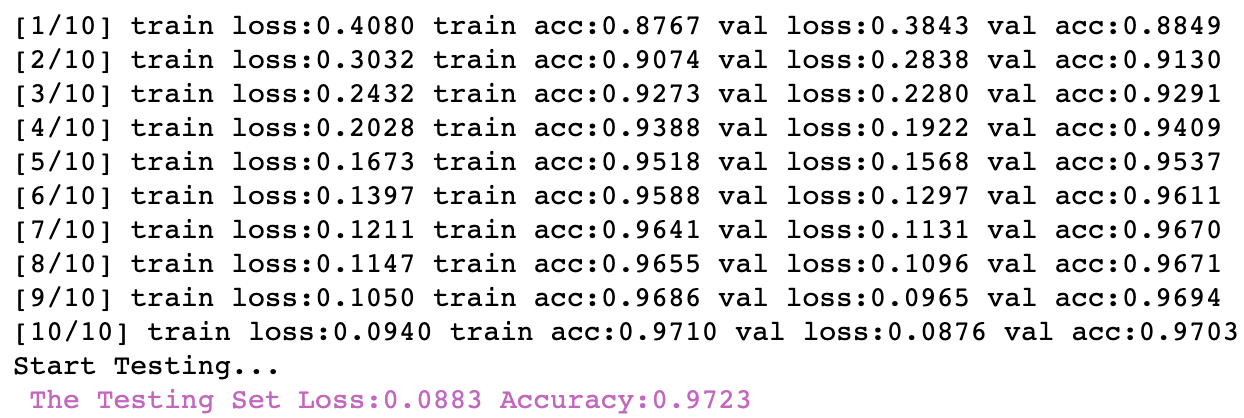 [1/10] train loss:0.4080 train acc:0.8767 val loss:0.3843 val acc:0.8849
[2/10] train loss:0.3032 train acc:0.9074 val loss:0.2838 val acc:0.9130
[3/10] train loss:0.2432 train acc:0.9273 val loss:0.2280 val acc:0.9291
[4/10] train loss:0.2028 train acc:0.9388 val loss:0.1922 val acc:0.9409
[5/10] train loss:0.1673 train acc:0.9518 val loss:0.1568 val acc:0.9537
[6/10] train loss:0.1397 train acc:0.9588 val loss:0.1297 val acc:0.9611
[7/10] train loss:0.1211 train acc:0.9641 val loss:0.1131 val acc:0.9670
[8/10] train loss:0.1147 train acc:0.9655 val loss:0.1096 val acc:0.9671
[9/10] train loss:0.1050 train acc:0.9686 val loss:0.0965 val acc:0.9694
[10/10] train loss:0.0940 train acc:0.9710 val loss:0.0876 val acc:0.9703
Start Testing...
The Testing Set Loss:0.0883 Accuracy:0.9723